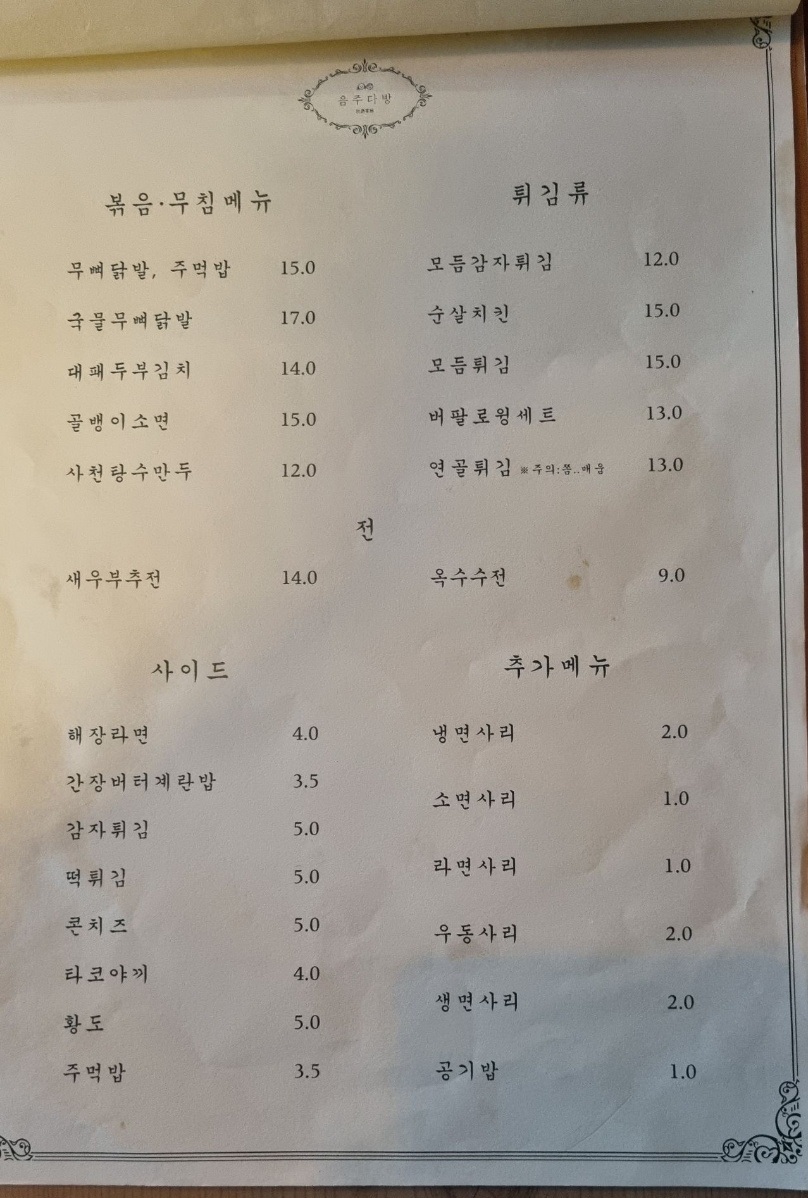 음주다방
볶음·무침메뉴
무뼈닭발, 주먹밥 15.0
국물무뼈닭발 17.0
대패두부김치 14.0
골뱅이소면 15.0
사천탕수만두 12.0
튀김류
모듬감자튀김 12.0
순살치킨 15.0
모듬튀김 15.0
버팔로윙세트 13.0
연골튀김 ※주의:쫌..매움 13.0
전
새우부추전 14.0
옥수수전 9.0
사이드
해장라면 4.0
간장버터계란밥 3.5
감자튀김 5.0
떡튀김 5.0
콘치즈 5.0
타코야끼 4.0
황도 5.0
주먹밥 3.5
추가메뉴
냉면사리 2.0
소면사리 1.0
라면사리 1.0
우동사리 2.0
생면사리 2.0
공기밥 1.0